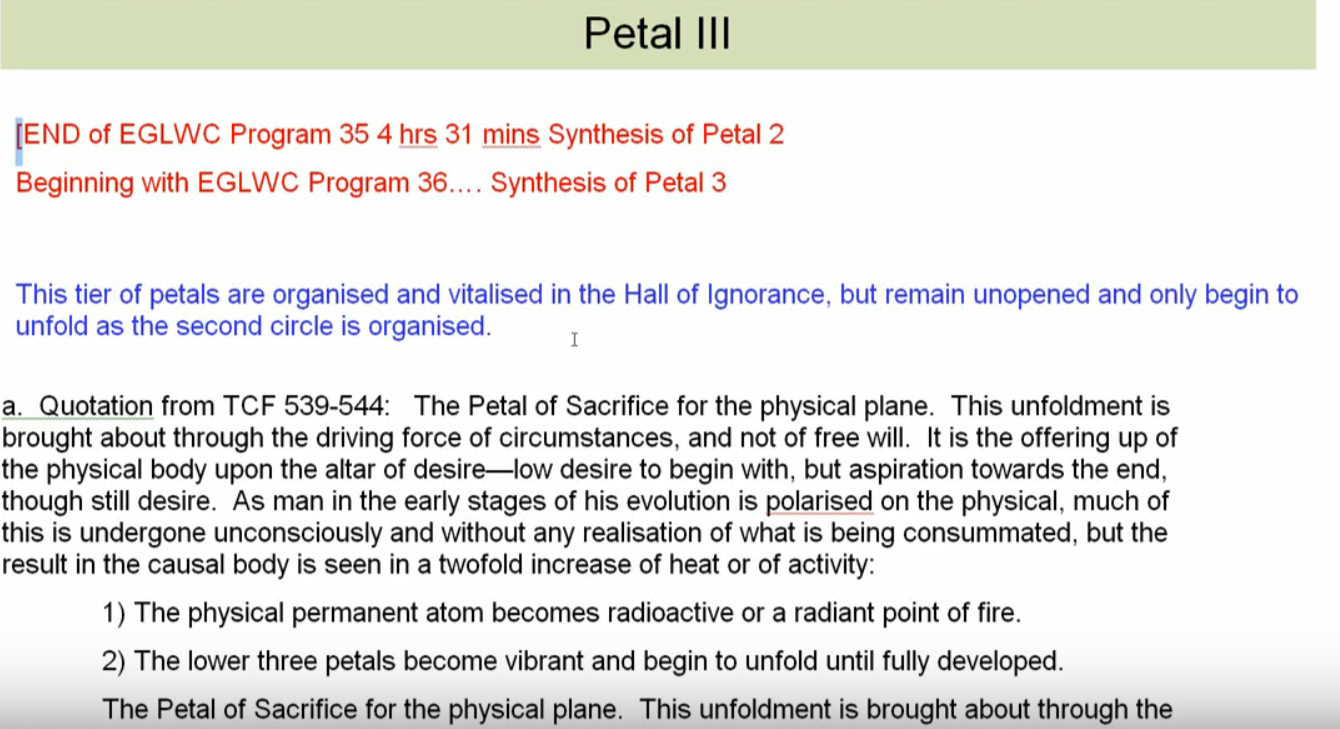 Petal III
[END of EGLWC Program 35 4 hrs 31 mins Synthesis of Petal 2
Beginning with EGLWC Program 36.... Synthesis of Petal 3
This tier of petals are organised and vitalised in the Hall of Ignorance, but remain unopened and only begin to
unfold as the second circle is organised.
a. Quotation from TCF 539-544: The Petal of Sacrifice for the physical plane. This unfoldment is
brought about through the driving force of circumstances, and not of free will. It is the offering up of
the physical body upon the altar of desire—low desire to begin with, but aspiration towards the end,
though still desire. As man in the early stages of his evolution is polarised on the physical, much of
this is undergone unconsciously and without any realisation of what is being consummated, but the
result in the causal body is seen in a twofold increase of heat or of activity:
1) The physical permanent atom becomes radioactive or a radiant point of fire.
2) The lower three petals become vibrant and begin to unfold until fully developed.
The Petal of Sacrifice for the physical plane. This unfoldment is brought about through the